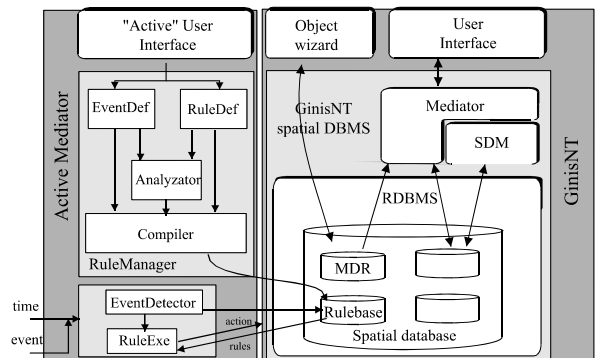 "Active" User
Interface
Object
wizard
User
Interface
Active Mediator
EventDef
RuleDef
Analyzator
Compiler
RuleManager
GinisNT
spatial DBMS
Mediator
SDM
GinisNT
RDBMS
MDR
Rulebase
Spatial database
time
event
EventDetector
RuleExe
action
rules